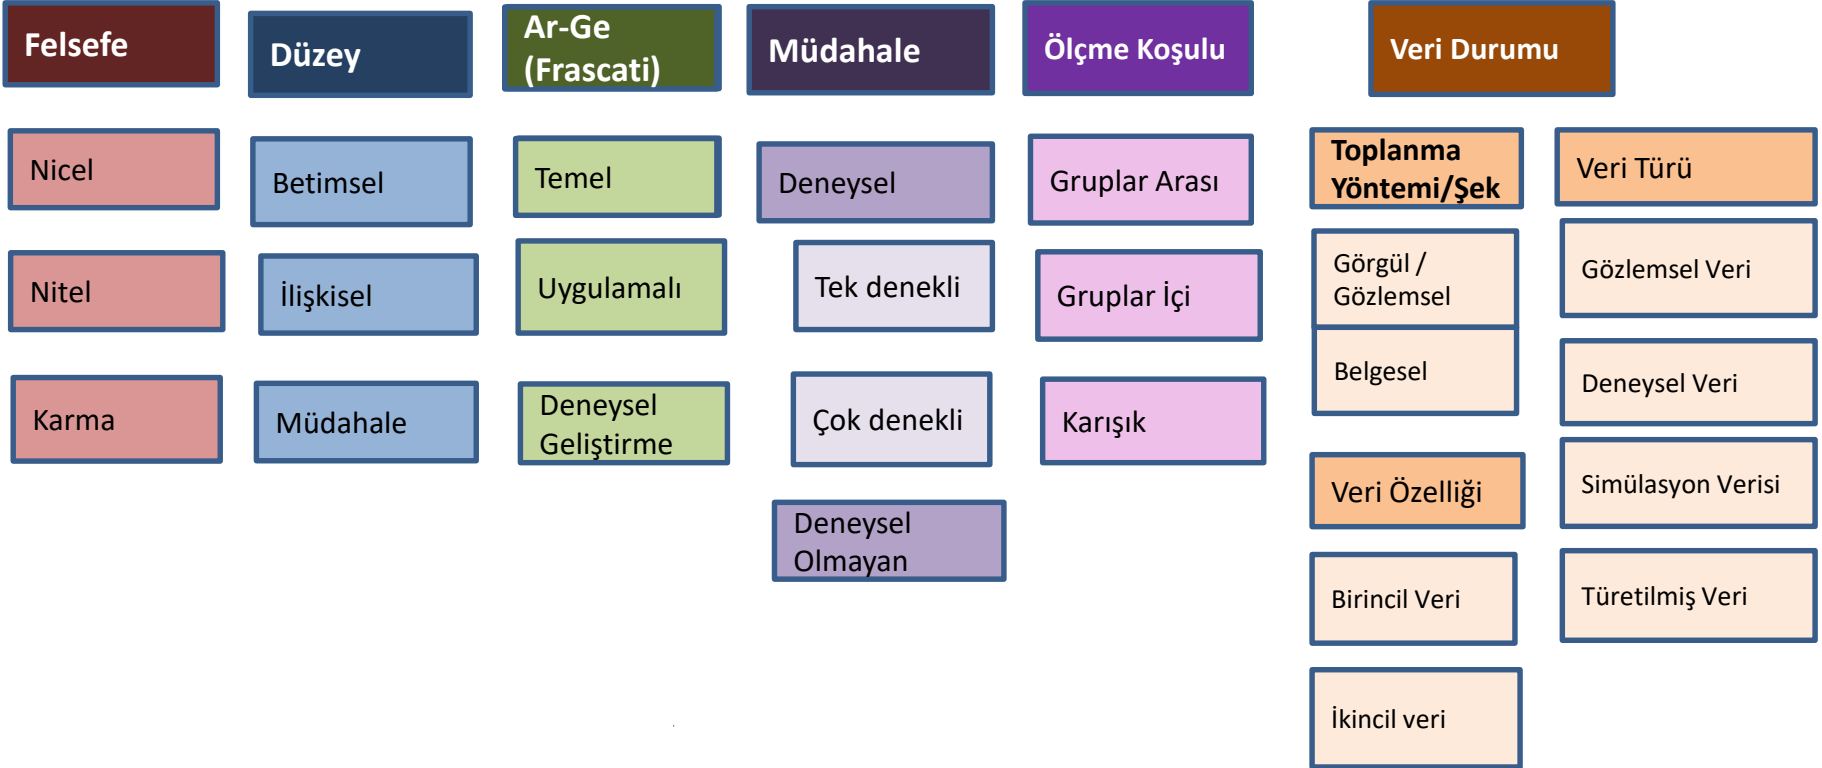 Felsefe
Düzey
Ar-Ge
(Frascati)
Müdahale
Ölçme Koşulu
Veri Durumu
Nicel
Nitel
Karma
Betimsel
İlişkisel
Müdahale
Temel
Uygulamalı
Deneysel
Geliştirme
Deneysel
Tek denekli
Çok denekli
Deneysel
Olmayan
Gruplar Arası
Gruplar İçi
Karışık
Toplanma
Yöntemi/Şek
Görgül /
Gözlemsel
Belgesel
Veri Özelliği
Birincil Veri
İkincil veri
Veri Türü
Gözlemsel Veri
Deneysel Veri
Simülasyon Verisi
Türetilmiş Veri